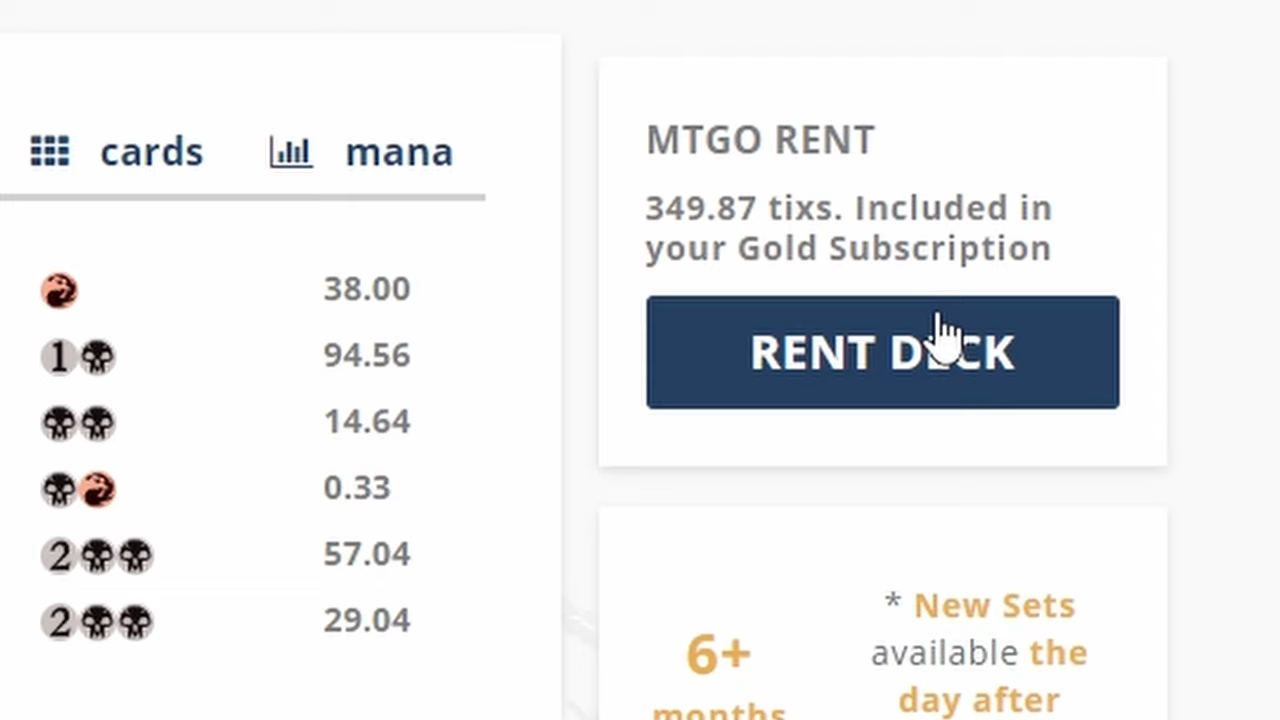 cards mana
38.00
1 94.56
14.64
0.33
2 57.04
2 29.04
MTGO RENT
349.87 tixs. Included in
your Gold Subscription
RENT DECK
6+
months
* New Sets
available the
day after